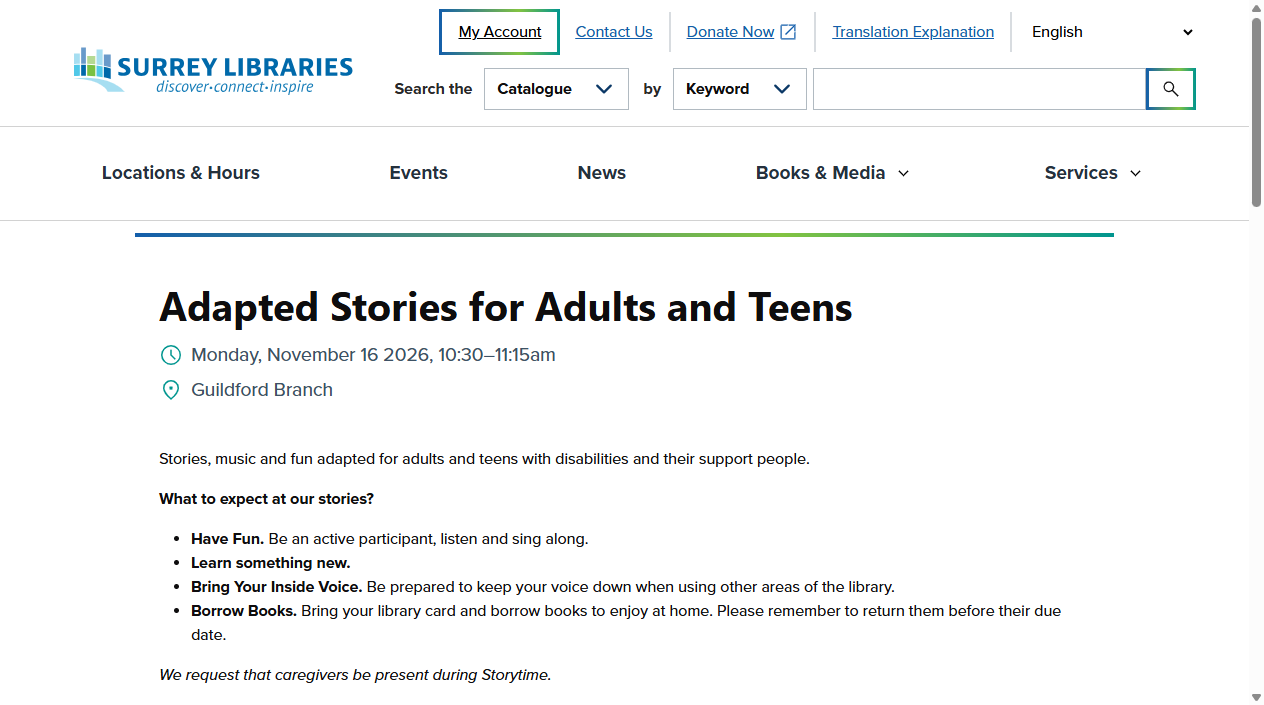 My Account
Contact Us
Donate Now
Translation Explanation
English
SURREY LIBRARIES
discover·connect·inspire
Search the
Catalogue
by
Keyword
Locations & Hours
Events
News
Books & Media
Services
Adapted Stories for Adults and Teens
Monday, November 16 2026, 10:30–11:15am
Guildford Branch
Stories, music and fun adapted for adults and teens with disabilities and their support people.
What to expect at our stories?
Have Fun. Be an active participant, listen and sing along.
Learn something new.
Bring Your Inside Voice. Be prepared to keep your voice down when using other areas of the library.
Borrow Books. Bring your library card and borrow books to enjoy at home. Please remember to return them before their due
date.
We request that caregivers be present during Storytime.